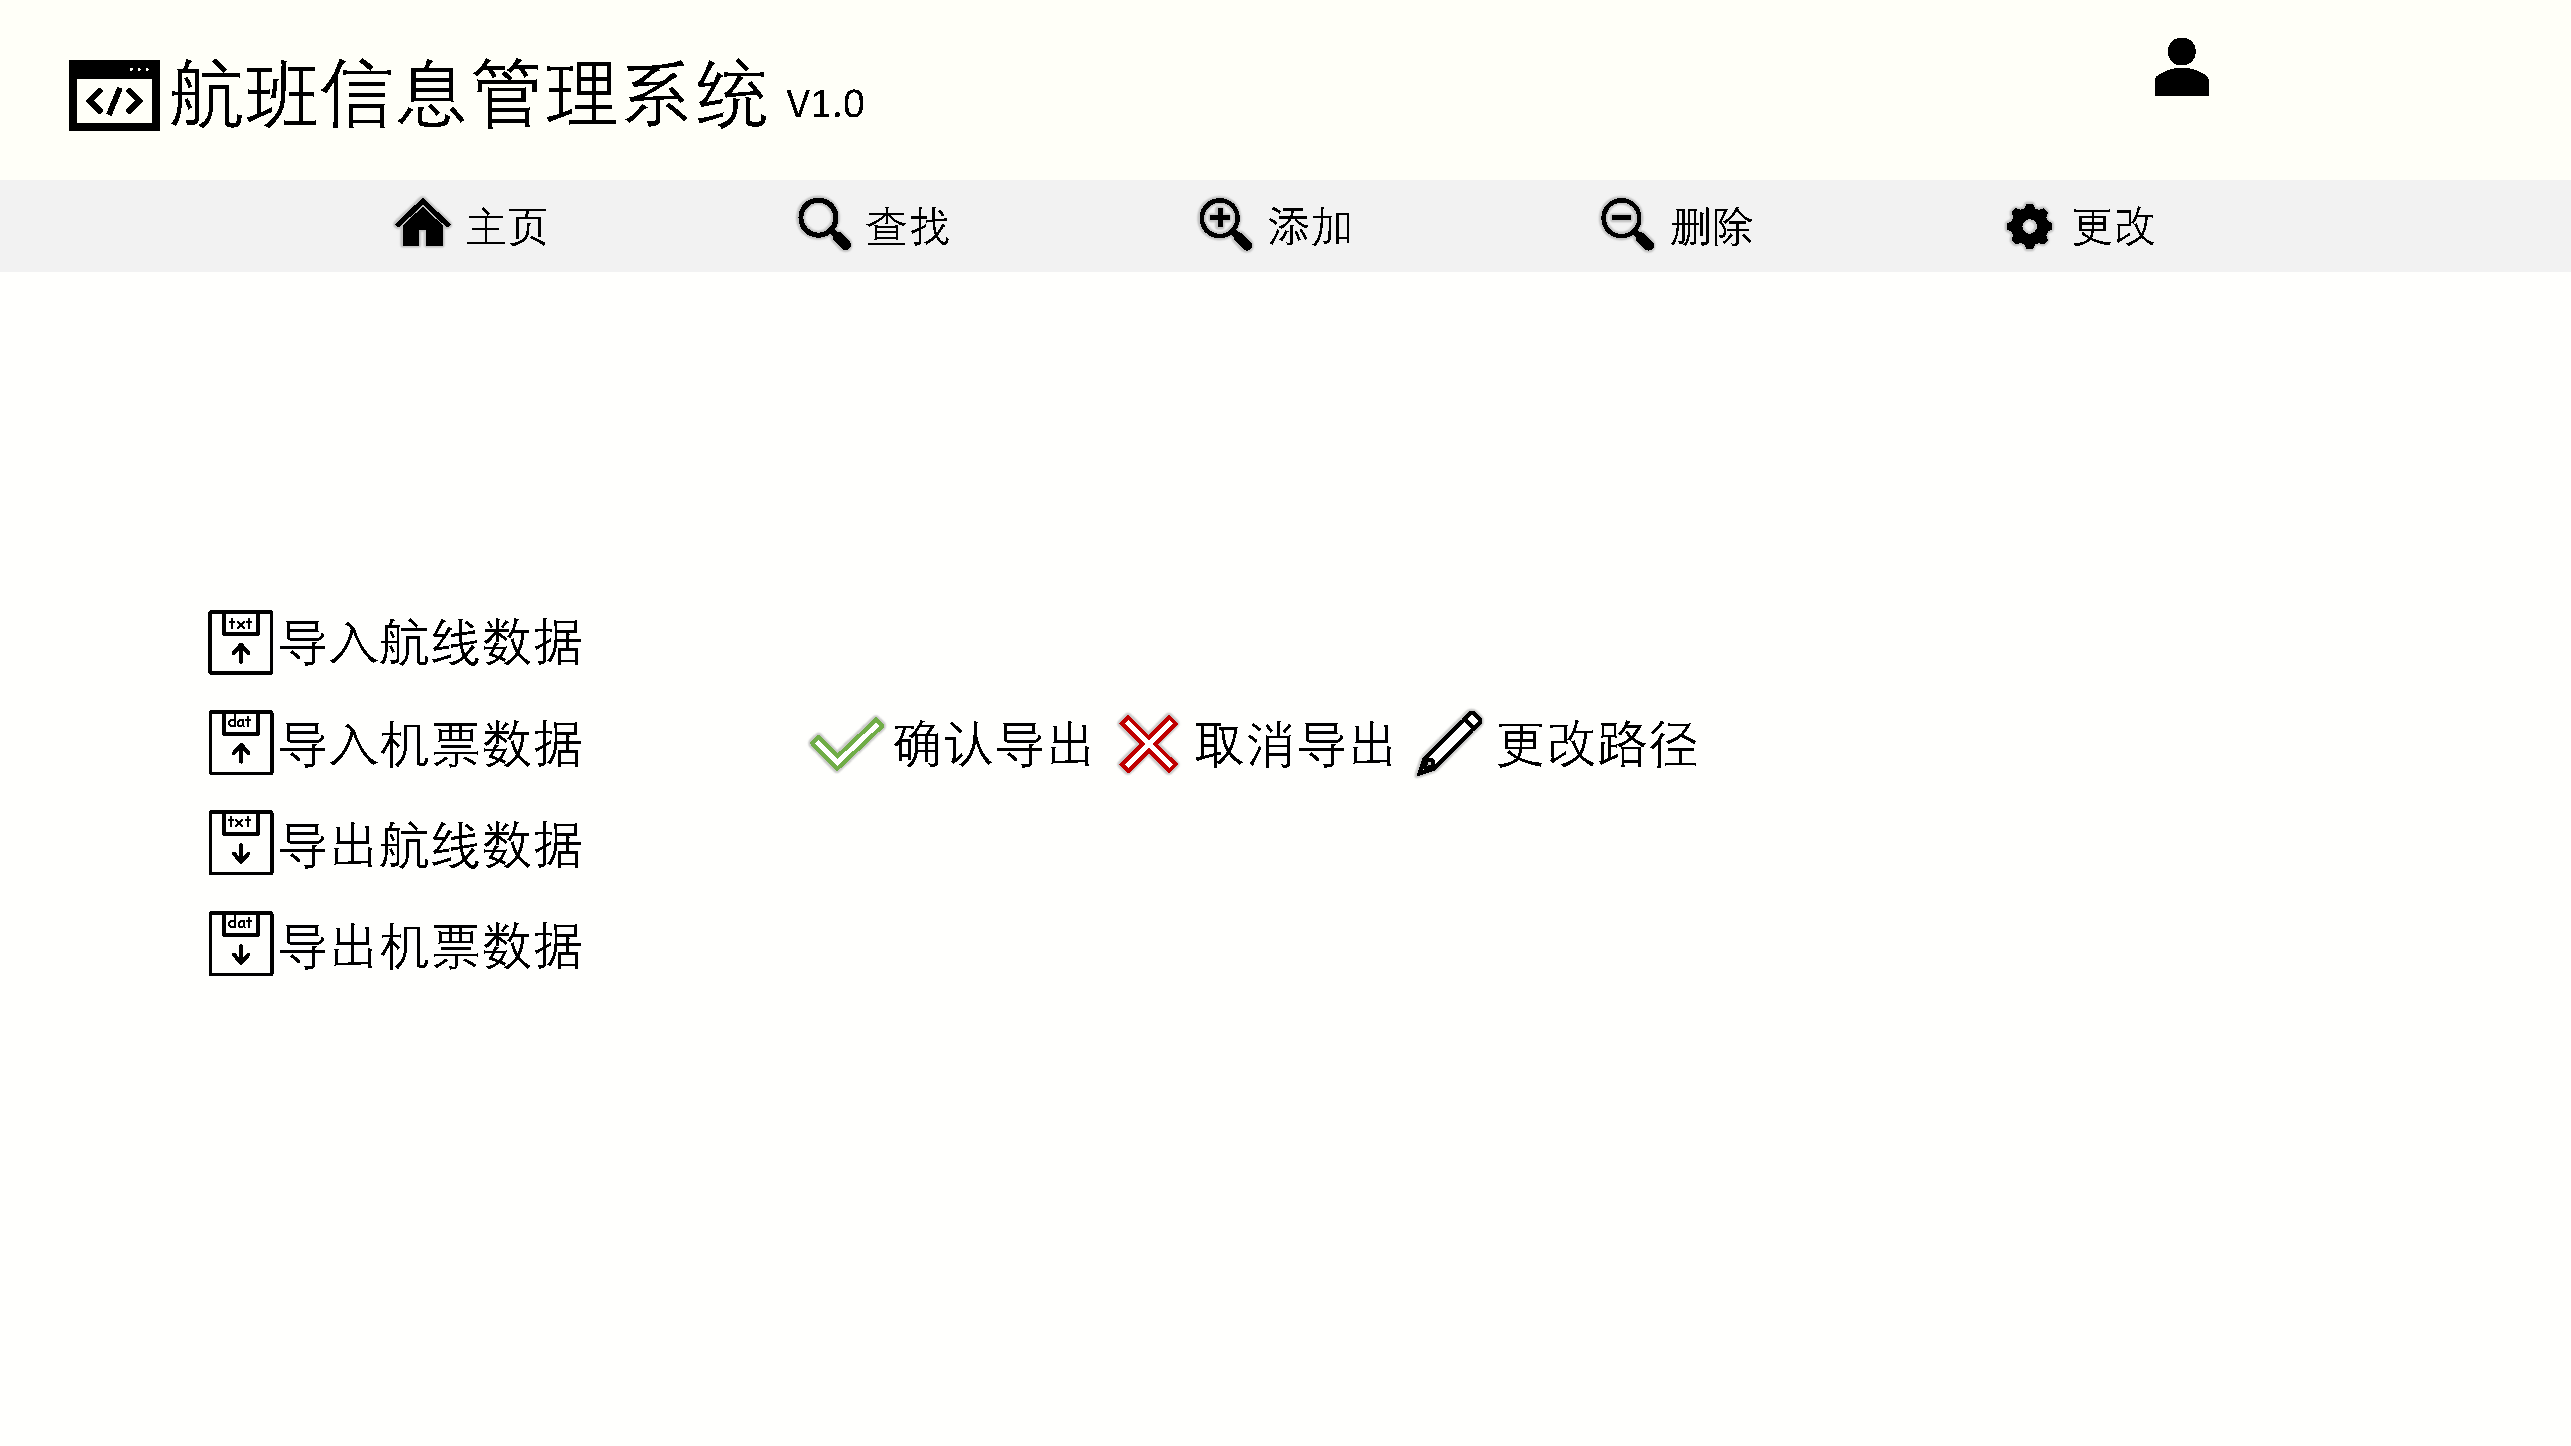 </> 航班信息管理系统 V1.0
主页 查找 添加 删除 更改
txt 导入航线数据
dat 导入机票数据
确认导出 取消导出 更改路径
txt 导出航线数据
dat 导出机票数据